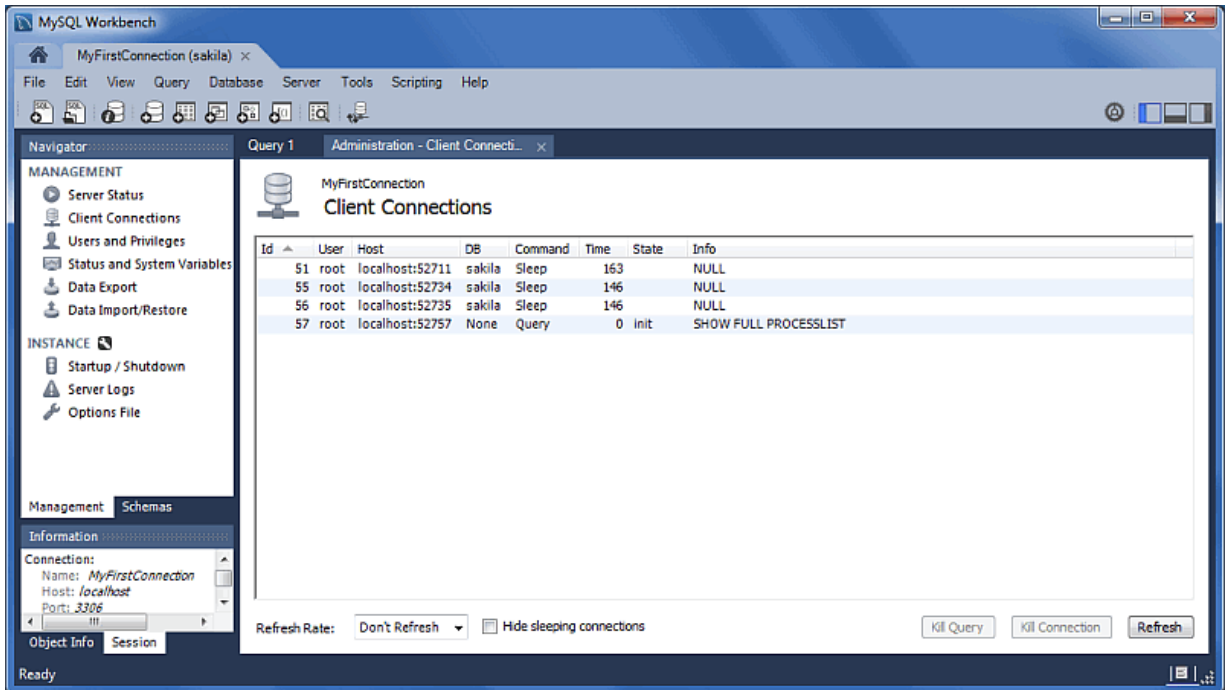 MySQL Workbench
MyFirstConnection (sakila)
File Edit View Query Database Server Tools Scripting Help
Navigator
MANAGEMENT
Server Status
Client Connections
Users and Privileges
Status and System Variables
Data Export
Data Import/Restore
INSTANCE
Startup / Shutdown
Server Logs
Options File
Management Schemas
Information
Connection:
Name: MyFirstConnection
Host: localhost
Port: 3306
Object Info Session
Query 1 Administration - Client Connecti...
MyFirstConnection
Client Connections
Id User Host DB Command Time State Info
51 root localhost:52711 sakila Sleep 163 NULL
55 root localhost:52734 sakila Sleep 146 NULL
56 root localhost:52735 sakila Sleep 146 NULL
57 root localhost:52757 None Query 0 init SHOW FULL PROCESSLIST
Refresh Rate: Don't Refresh Hide sleeping connections Kill Query Kill Connection Refresh
Ready